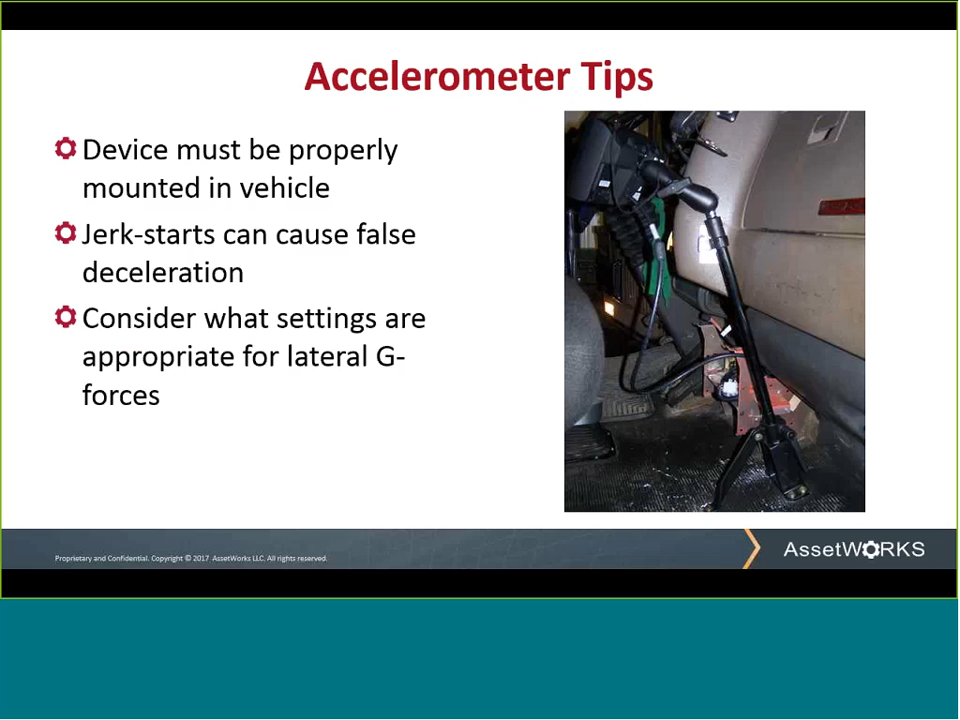 Accelerometer Tips
Device must be properly
mounted in vehicle
Jerk-starts can cause false
deceleration
Consider what settings are
appropriate for lateral G-
forces
Proprietary and Confidential. Copyright © 2017 AssetWorks LLC. All rights reserved.
AssetWORKS